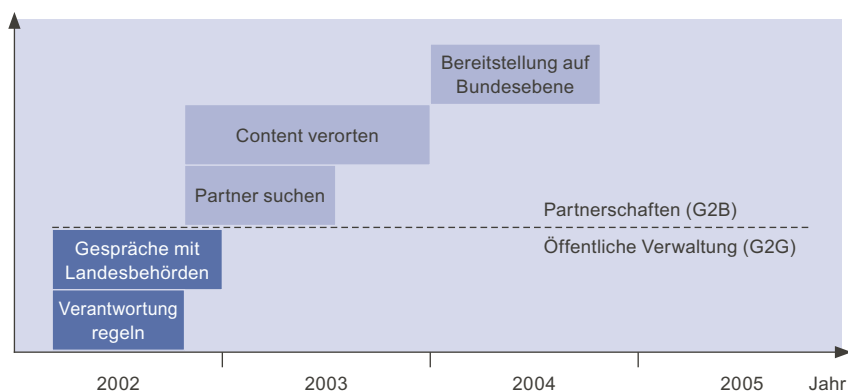 Bereitstellung auf
Bundesebene
Content verorten
Partner suchen
Partnerschaften (G2B)
Gespräche mit
Landesbehörden
Öffentliche Verwaltung (G2G)
Verantwortung
regeln
2002
2003
2004
2005
Jahr